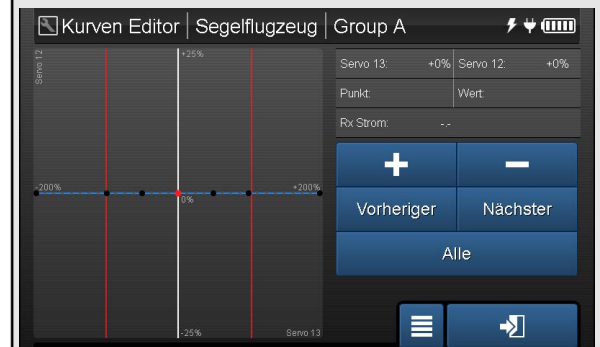 Kurven Editor | Segelflugzeug | Group A
Servo 12
+25%
-200%
+200%
0%
-25%
Servo 13
Servo 13: +0% Servo 12: +0%
Punkt: Wert:
Rx Strom: -.-
+ −
Vorheriger Nächster
Alle